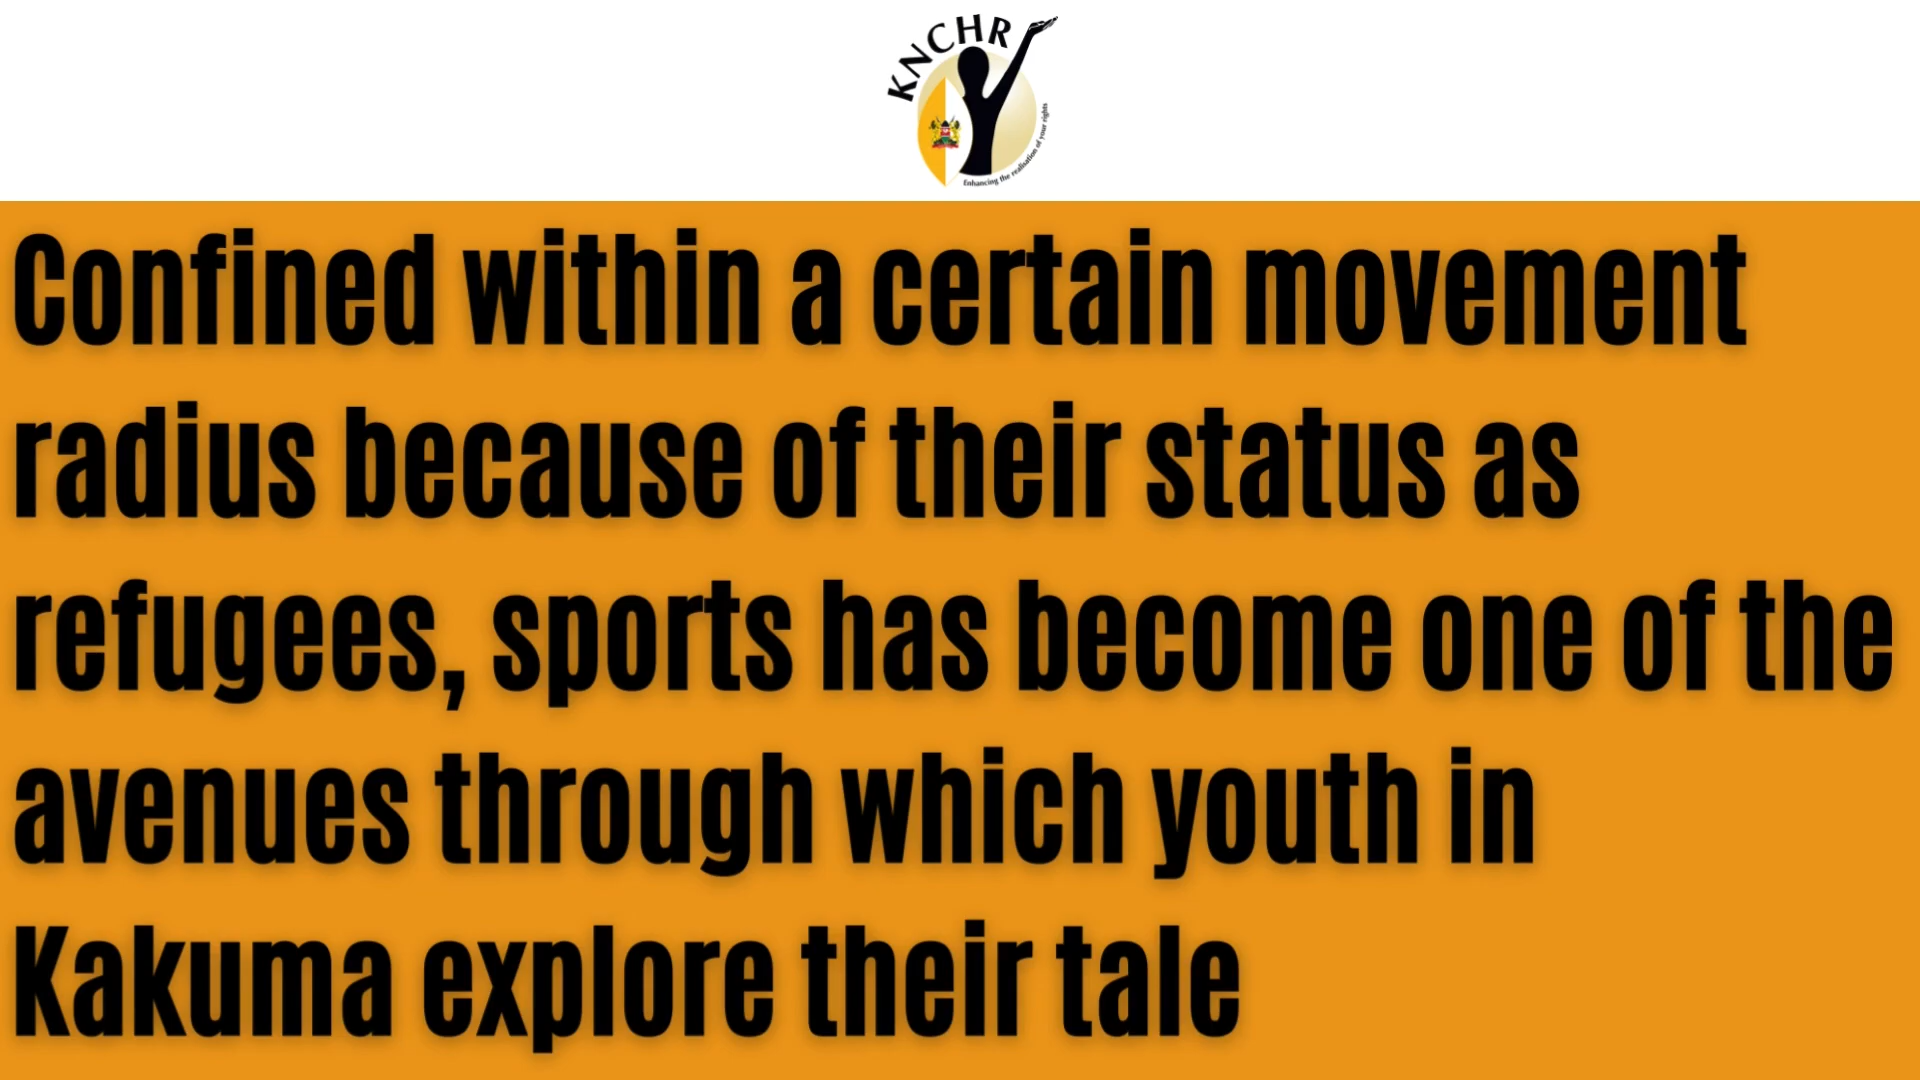 KNCHR
Enhancing the realisation of your rights
Confined within a certain movement
radius because of their status as
refugees, sports has become one of the
avenues through which youth in
Kakuma explore their tale